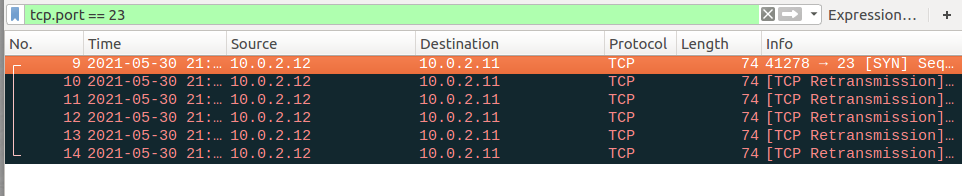 tcp.port == 23 Expression… +
No. Time Source Destination Protocol Length Info
9 2021-05-30 21:… 10.0.2.12 10.0.2.11 TCP 74 41278 → 23 [SYN] Seq…
10 2021-05-30 21:… 10.0.2.12 10.0.2.11 TCP 74 [TCP Retransmission]…
11 2021-05-30 21:… 10.0.2.12 10.0.2.11 TCP 74 [TCP Retransmission]…
12 2021-05-30 21:… 10.0.2.12 10.0.2.11 TCP 74 [TCP Retransmission]…
13 2021-05-30 21:… 10.0.2.12 10.0.2.11 TCP 74 [TCP Retransmission]…
14 2021-05-30 21:… 10.0.2.12 10.0.2.11 TCP 74 [TCP Retransmission]…